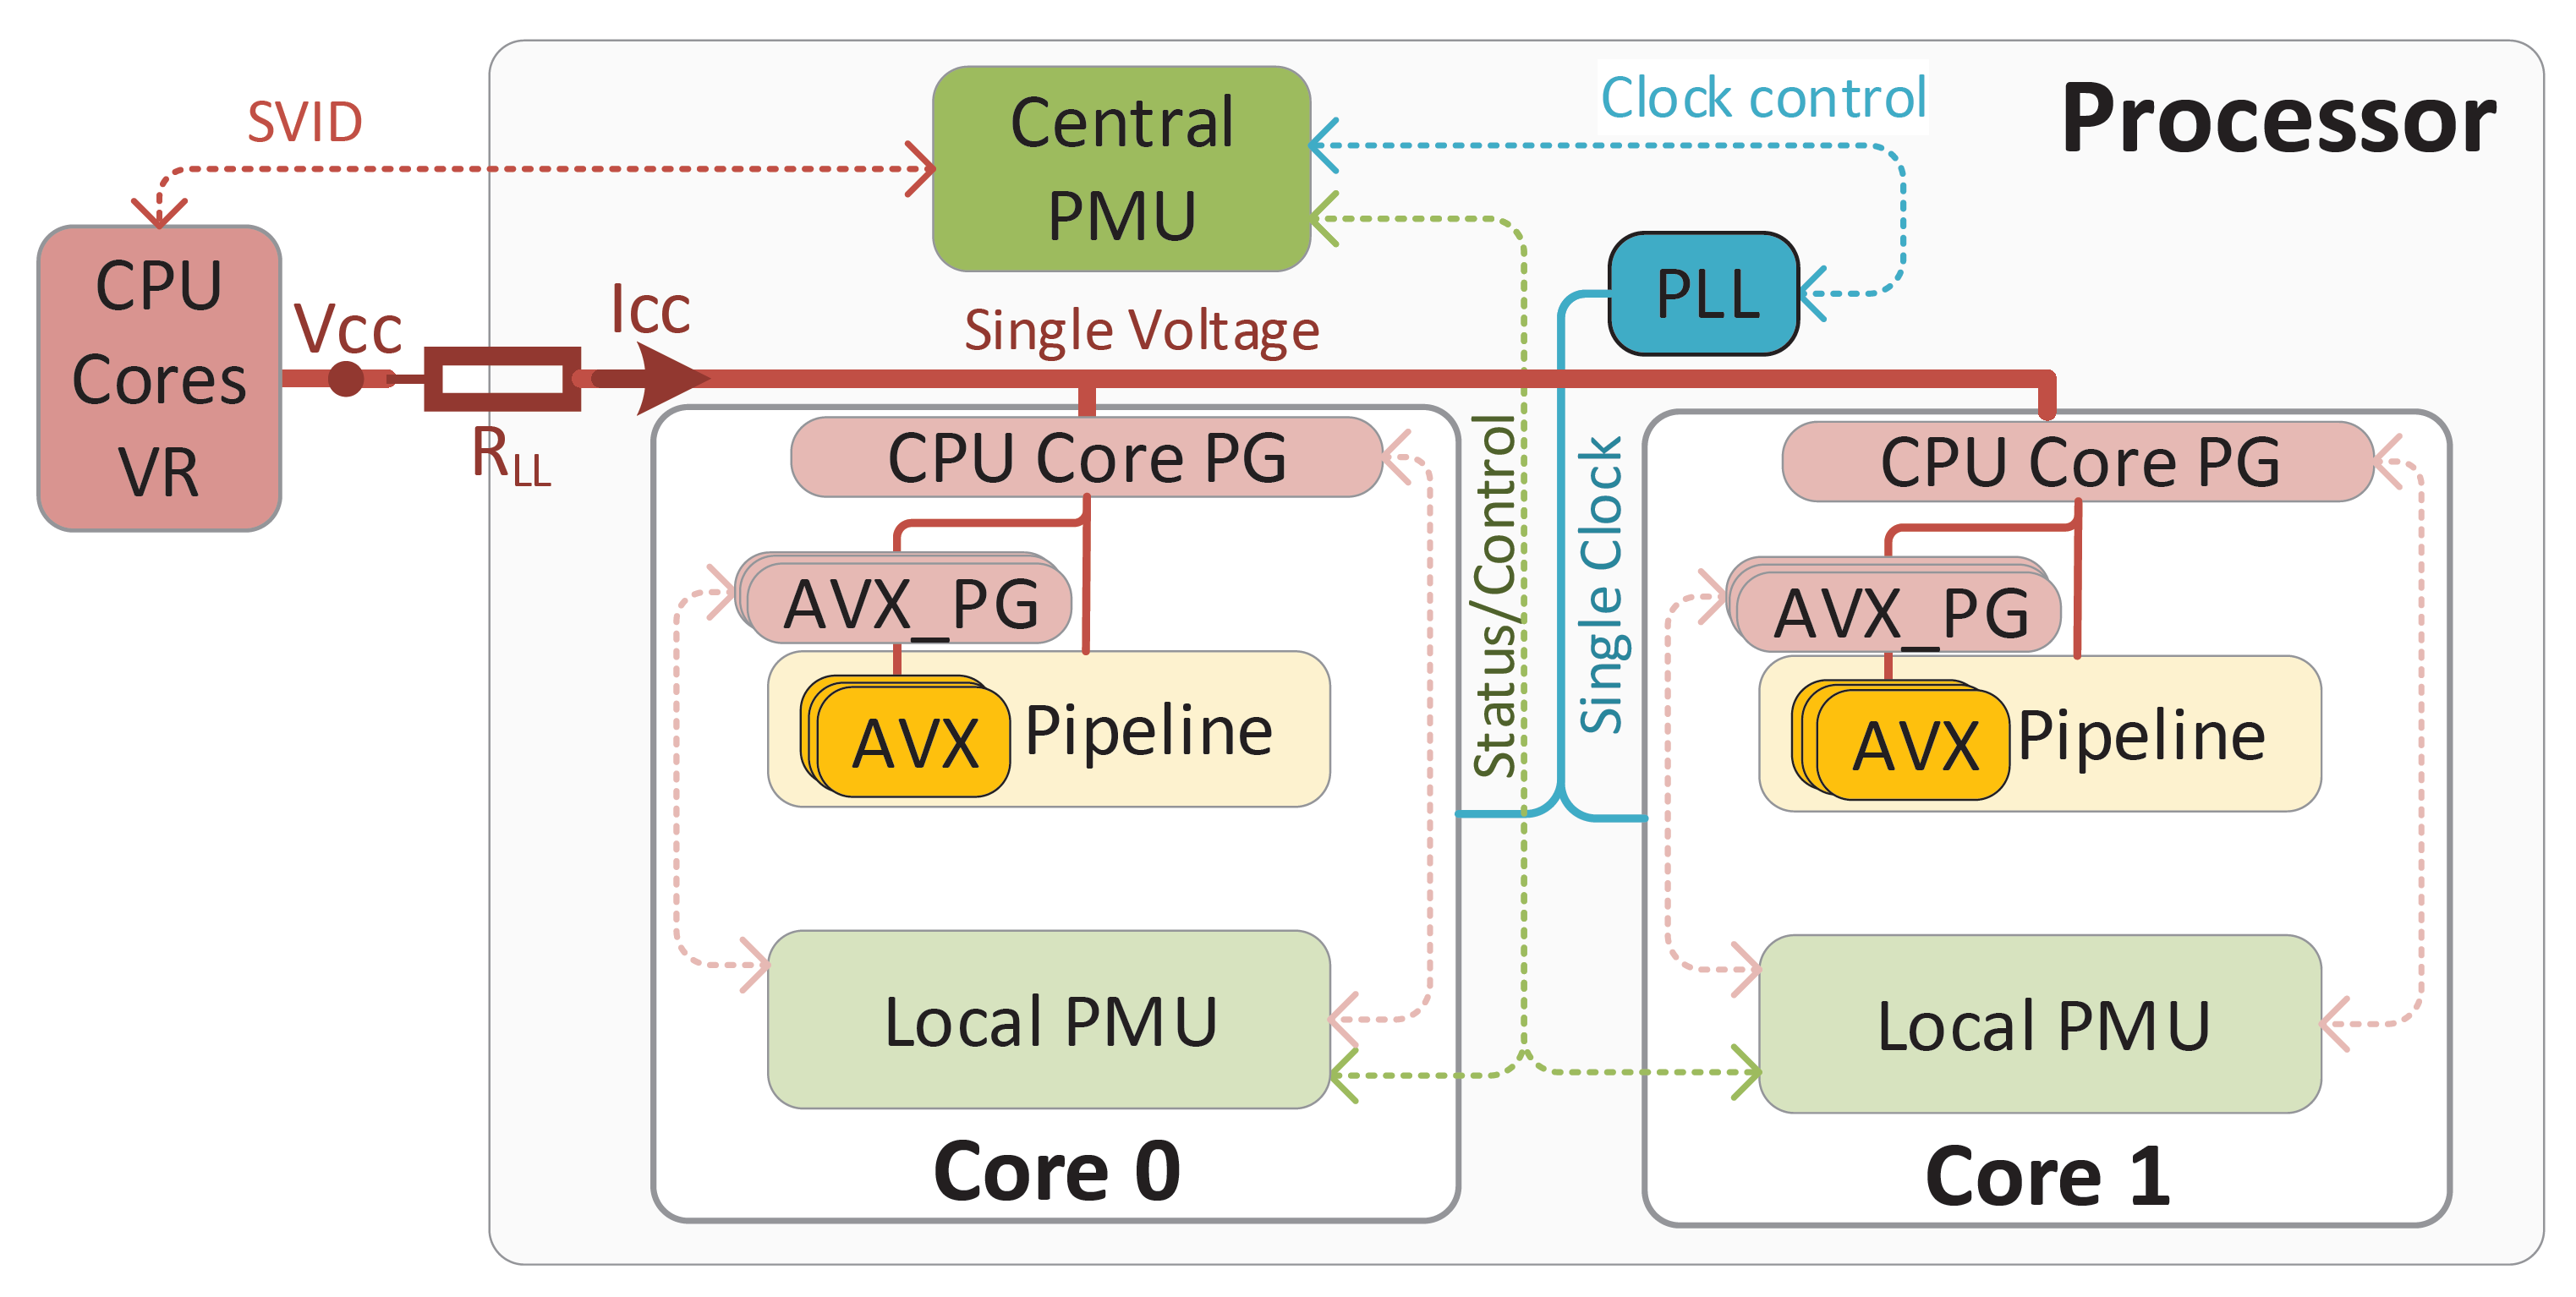 Processor
SVID
Central
PMU
Clock control
CPU
Cores
VR
Vcc
R_LL
Icc
Single Voltage
PLL
Status/Control
Single Clock
CPU Core PG
AVX_PG
AVX
Pipeline
Local PMU
Core 0
CPU Core PG
AVX_PG
AVX
Pipeline
Local PMU
Core 1